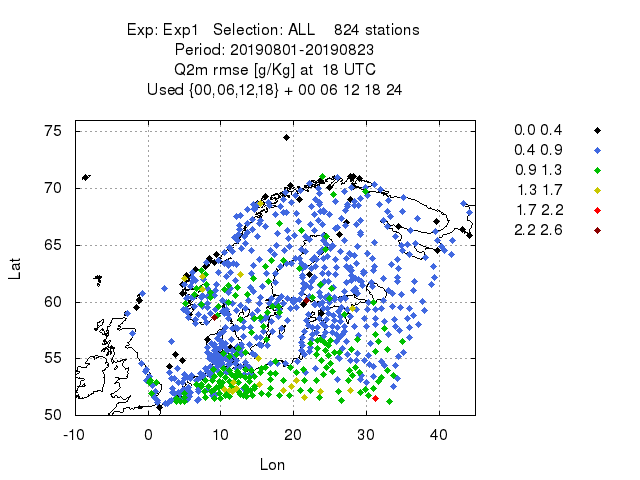 Exp: Exp1 Selection: ALL 824 stations
Period: 20190801-20190823
Q2m rmse [g/Kg] at 18 UTC
Used {00,06,12,18} + 00 06 12 18 24
75
70
65
60
55
50
Lat
-10 0 10 20 30 40
Lon
0.0 0.4
0.4 0.9
0.9 1.3
1.3 1.7
1.7 2.2
2.2 2.6